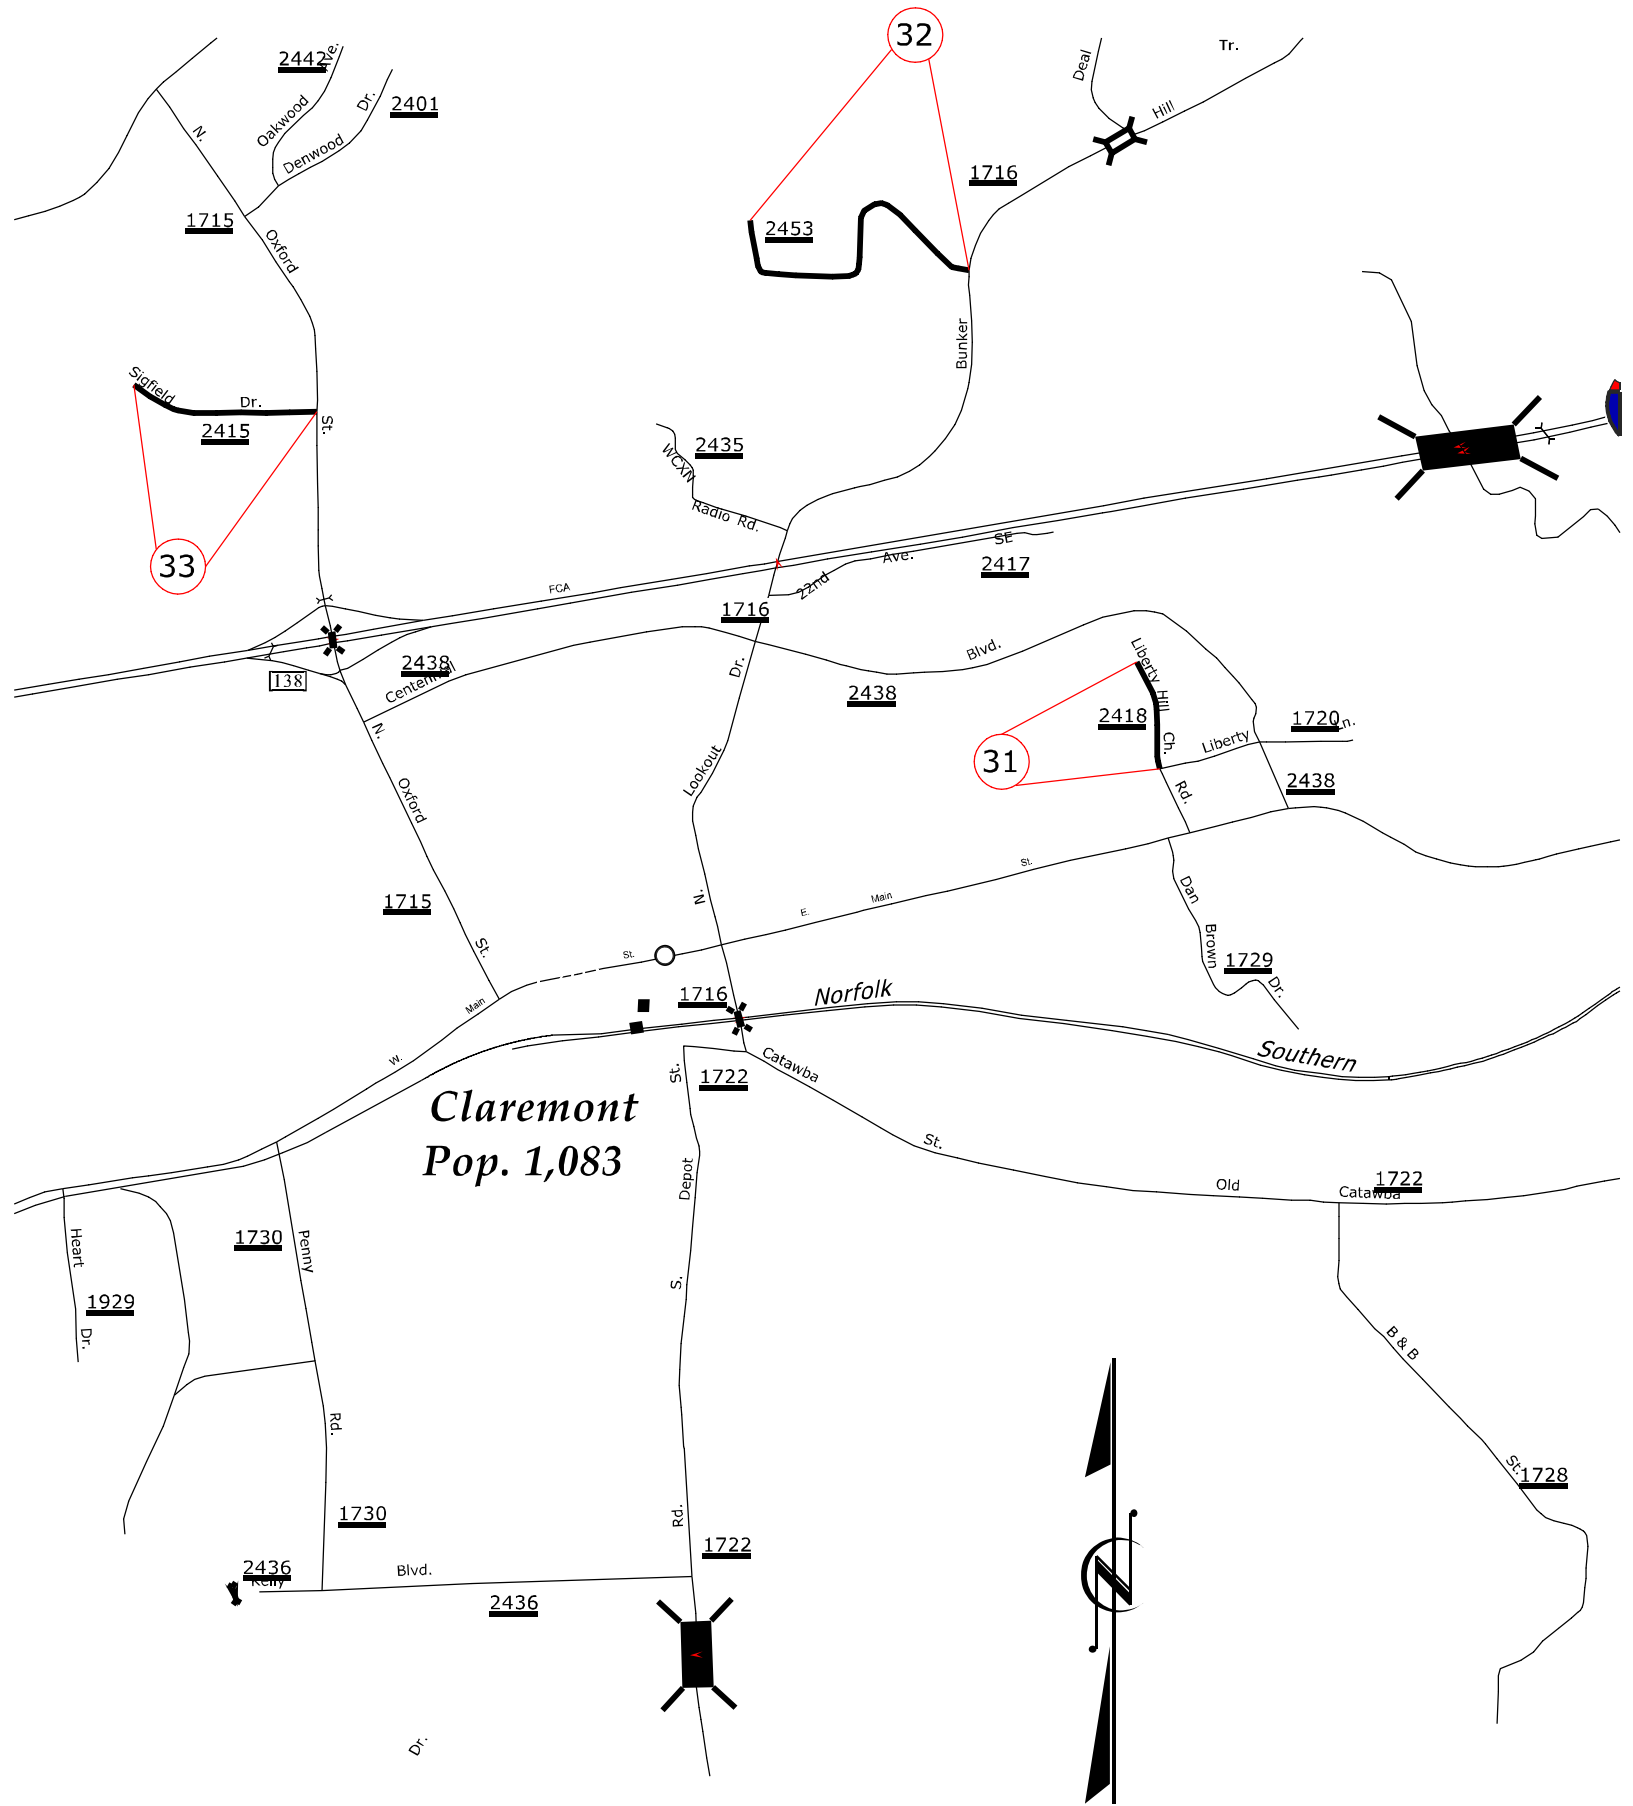 32
2442
Ave.
Deal
Tr.
Dr.
2401
Hill
Oakwood
N.
Denwood
1716
1715
2453
Oxford
Bunker
Sigfield
Dr.
2415
St.
2435
WCXN
Radio Rd.
33
SE
Ave.
2417
FCA
22nd
1716
138
2438
Centennial
Dr.
Blvd.
2438
Liberty
Hill
2418
Ch.
1720
Ln.
Liberty
N.
31
Lookout
Rd.
2438
Oxford
St.
Main
E.
N.
Dan
1715
St.
St.
Brown
1729
Dr.
1716
Norfolk
Main
W.
Southern
St.
1722
Catawba
Claremont
Pop. 1,083
St.
Depot
1722
Old
Catawba
1730
Penny
Heart
S.
1929
Dr.
B & B
Rd.
St.
1728
1730
Rd.
1722
2436
Kelly
Blvd.
2436
N
Dr.